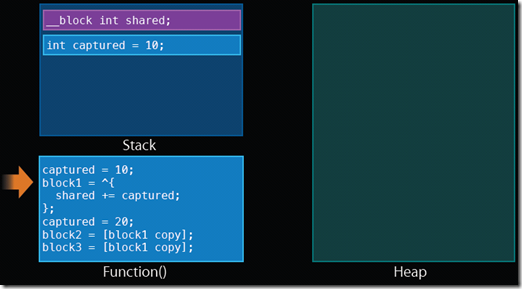 __block int shared;
int captured = 10;
Stack
captured = 10;
block1 = ^{
shared += captured;
};
captured = 20;
block2 = [block1 copy];
block3 = [block1 copy];
Function()
Heap